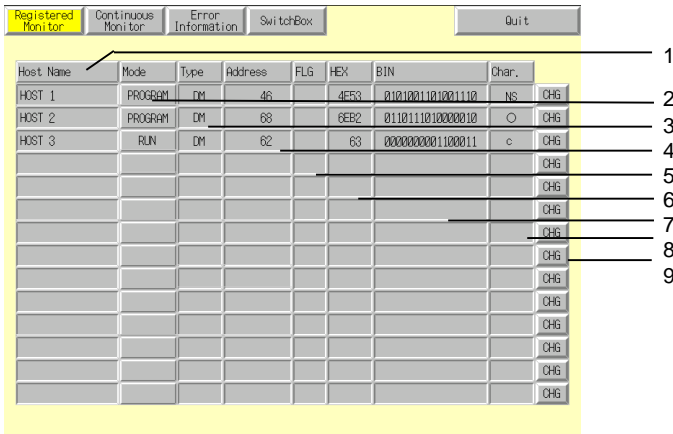 Registered Monitor
Continuous Monitor
Error Information
SwitchBox
Quit
Host Name Mode Type Address FLG HEX BIN Char.
HOST 1 PROGRAM DM 46 4E53 0101001101001110 NS CHG
HOST 2 PROGRAM DM 68 6EB2 0110111010000010 O CHG
HOST 3 RUN DM 62 63 0000000001100011 c CHG
CHG
CHG
CHG
CHG
CHG
CHG
CHG
CHG
CHG
CHG
CHG
1
2
3
4
5
6
7
8
9